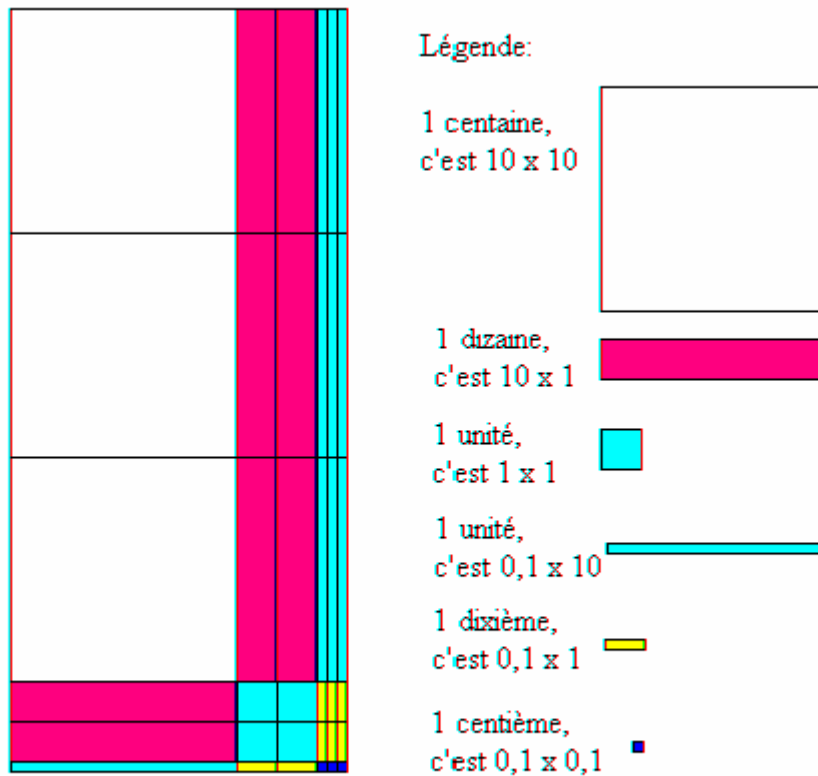 Légende:
1 centaine,
c'est 10 x 10
1 dizaine,
c'est 10 x 1
1 unité,
c'est 1 x 1
1 unité,
c'est 0,1 x 10
1 dixième,
c'est 0,1 x 1
1 centième,
c'est 0,1 x 0,1